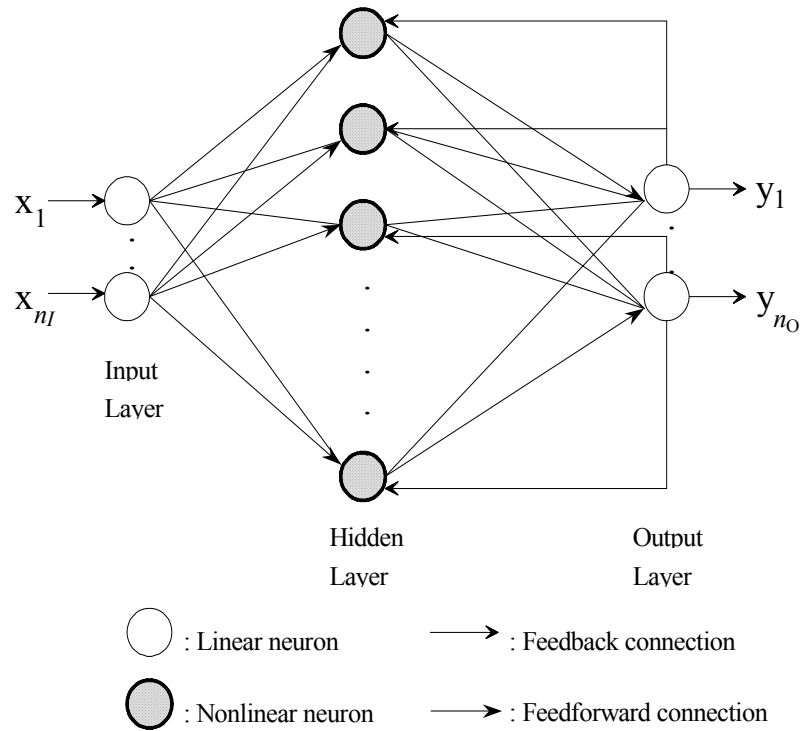 x1
y1
xnI
ynO
Input
Layer
Hidden
Layer
Output
Layer
: Linear neuron
: Feedback connection
: Nonlinear neuron
: Feedforward connection